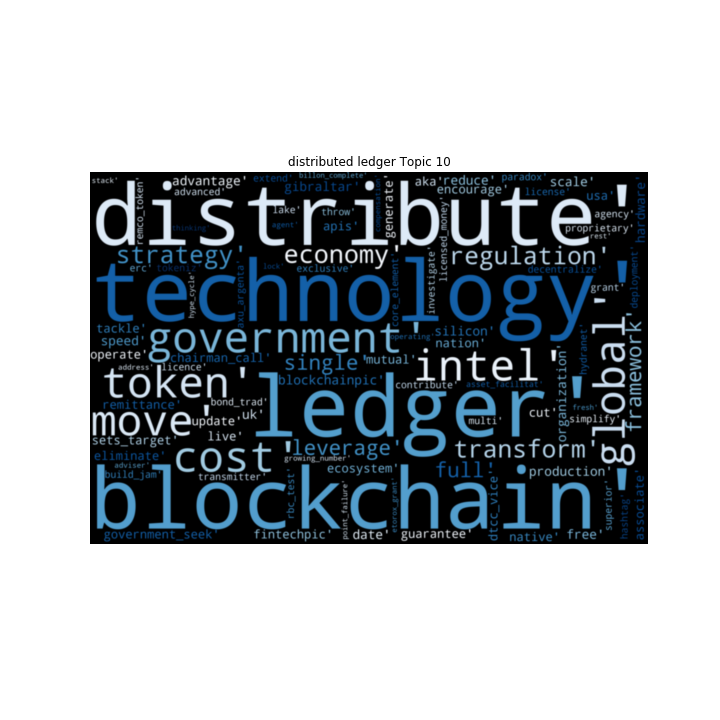 distributed ledger Topic 10
stack'
remco_token'
advantage'
advanced'
extend'
billon_complete'
gibraltar'
generate'
aka'
reduce'
encourage'
paradox'
license'
scale'
usa'
agency'
proprietary'
rest'
hardware'
distribute'
thinking'
lake'
agent'
throw'
apis'
licensed_money'
strategy'
economy'
regulation'
erc'
tokeniz'
hype_cycle'
axu_argenta'
lock'
exclusive'
core_element'
investigate'
decentralize'
grant'
deployment'
technology'
tackle'
speed'
government'
operating'
silicon'
nation'
global'
framework'
hydranet'
organization'
operate'
chairman_call'
address'
licence'
single'
mutual'
intel'
token'
blockchainpic'
contribute'
asset_facilitat'
remittance'
bond_trad'
ledger'
cut'
fresh'
simplify'
move'
update'
uk'
multi'
live'
sets_target'
cost'
leverage'
transform'
eliminate'
adviser'
build_jam'
growing_number'
ecosystem'
full'
production'
transmitter'
rbc_test'
point_failure'
etorox_grant'
dtcc_vice'
superior'
hashtag'
associate'
blockchain'
government_seek'
fintechpic'
date'
guarantee'
native'
free'